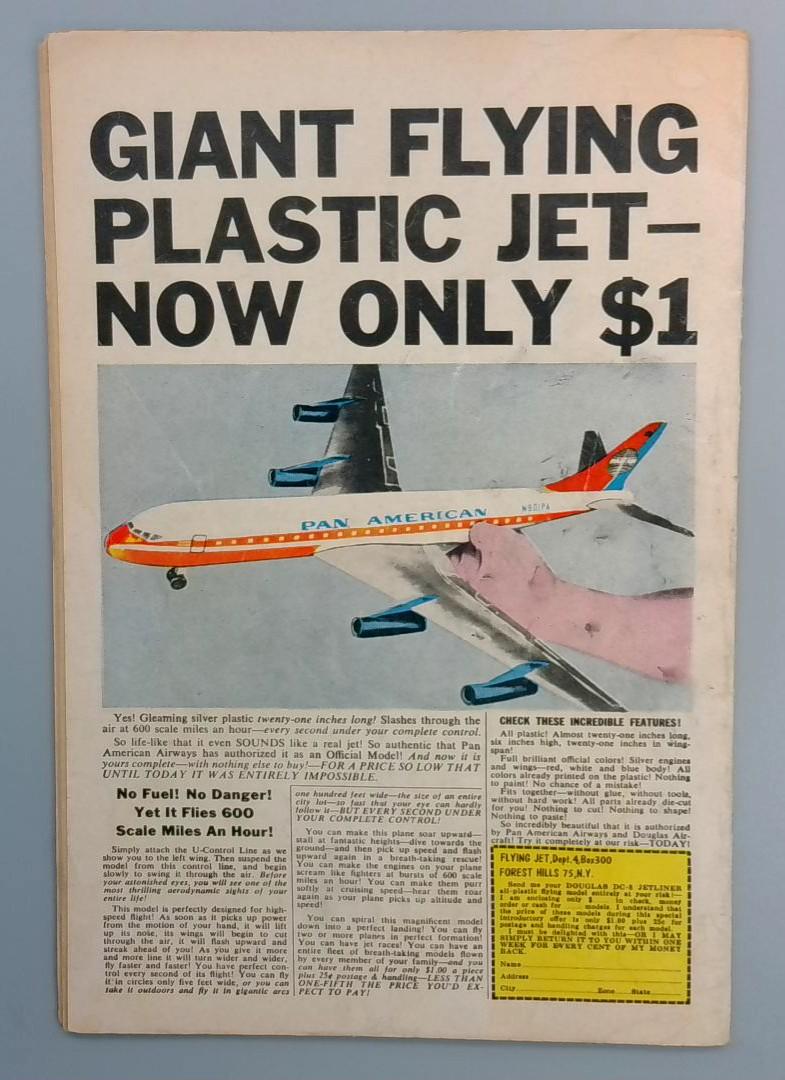 GIANT FLYING
PLASTIC JET—
NOW ONLY $1
PAN AMERICAN
N801PA
Yes! Gleaming silver plastic twenty-one inches long! Slashes through the
air at 600 scale miles an hour—every second under your complete control.
So life-like that it even SOUNDS like a real jet! So authentic that Pan
American Airways has authorized it as an Official Model! And now it is
yours complete—with nothing else to buy!—FOR A PRICE SO LOW THAT
UNTIL TODAY IT WAS ENTIRELY IMPOSSIBLE.
No Fuel! No Danger!
Yet It Flies 600
Scale Miles An Hour!
Simply attach the U-Control Line as we
show you to the left wing. Then suspend the
model from this control line, and begin
slowly to swing it through the air. Before
your astonished eyes, you will see one of the
most thrilling aerodynamic sights of your
entire life!
This model is perfectly designed for high-
speed flight! As soon as it picks up power
from the motion of your hand, it will lift
up its nose, its wings will begin to cut
through the air, it will flash upward and
streak ahead of you! As you give it more
and more line it will turn wider and wider,
fly faster and faster! You have perfect con-
trol every second of its flight! You can fly
it in circles only five feet wide, or you can
take it outdoors and fly it in gigantic arcs
one hundred feet wide—the size of an entire
city lot—so fast that your eye can hardly
follow it—BUT EVERY SECOND UNDER
YOUR COMPLETE CONTROL!
You can make this plane soar upward—
stall at fantastic heights—dive towards the
ground—and then pick up speed and flash
upward again in a breath-taking rescue!
You can make the engines on your plane
scream like fighters at bursts of 600 scale
miles an hour! You can make them purr
softly at cruising speed—hear them roar
again as your plane picks up altitude and
speed!
You can spiral this magnificent model
down into a perfect landing! You can fly
two or more planes in perfect formation!
You can have jet races! You can have an
entire fleet of breath-taking models flown
by every member of your family—and you
can have them all for only $1.00 a piece
plus 25¢ postage & handling—LESS THAN
ONE-FIFTH THE PRICE YOU'D EX-
PECT TO PAY!
CHECK THESE INCREDIBLE FEATURES!
All plastic! Almost twenty-one inches long,
six inches high, twenty-one inches in wing-
span!
Full brilliant official colors! Silver engines
and wings—red, white and blue body! All
colors already printed on the plastic! Nothing
to paint! No chance of a mistake!
Fits together—without glue, without tools,
without hard work! All parts already die-cut
for you! Nothing to cut! Nothing to shape!
Nothing to paste!
So incredibly beautiful that it is authorized
by Pan American Airways and Douglas Air-
craft! Try it completely at our risk—TODAY!
FLYING JET, Dept. 4, Box 300
FOREST HILLS 75, N.Y.
Send me your DOUGLAS DC-8 JETLINER
all-plastic flying model entirely at your risk!—
I am enclosing only $ in check, money
order or cash for models. I understand that
the price of these models during this special
introductory offer is only $1.00 plus 25c for
postage and handling charges for each model.
I must be delighted with this—OR I MAY
SIMPLY RETURN IT TO YOU WITHIN ONE
WEEK FOR EVERY CENT OF MY MONEY
BACK.
Name
Address
City Zone State